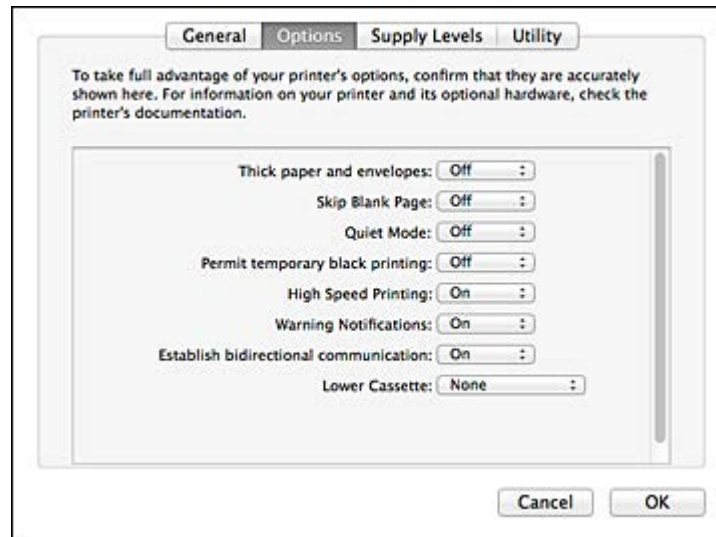 General Options Supply Levels Utility
To take full advantage of your printer's options, confirm that they are accurately
shown here. For information on your printer and its optional hardware, check the
printer's documentation.
Thick paper and envelopes: Off
Skip Blank Page: Off
Quiet Mode: Off
Permit temporary black printing: Off
High Speed Printing: On
Warning Notifications: On
Establish bidirectional communication: On
Lower Cassette: None
Cancel OK